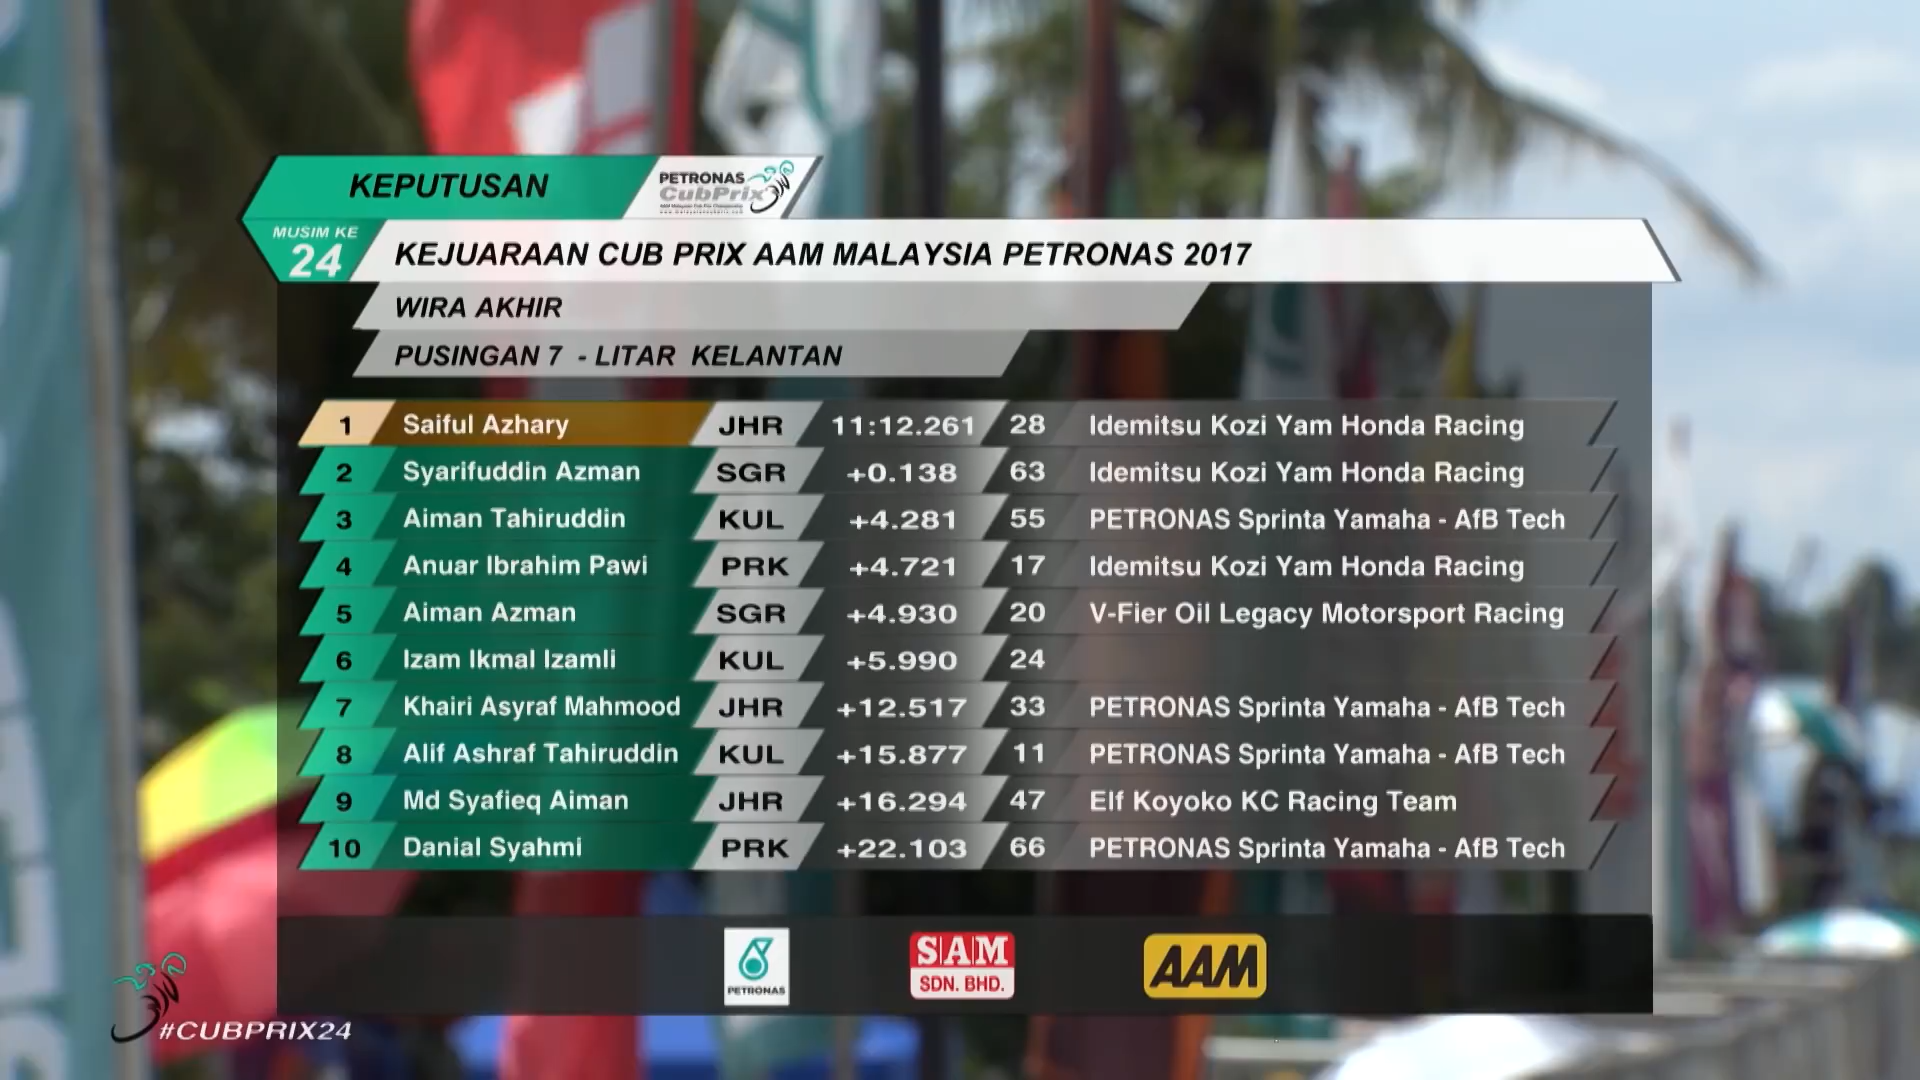 KEPUTUSAN
PETRONAS
CubPrix
MUSIM KE
24
KEJUARAAN CUB PRIX AAM MALAYSIA PETRONAS 2017
WIRA AKHIR
PUSINGAN 7 - LITAR KELANTAN
1 Saiful Azhary JHR 11:12.261 28 Idemitsu Kozi Yam Honda Racing
2 Syarifuddin Azman SGR +0.138 63 Idemitsu Kozi Yam Honda Racing
3 Aiman Tahiruddin KUL +4.281 55 PETRONAS Sprinta Yamaha - AfB Tech
4 Anuar Ibrahim Pawi PRK +4.721 17 Idemitsu Kozi Yam Honda Racing
5 Aiman Azman SGR +4.930 20 V-Fier Oil Legacy Motorsport Racing
6 Izam Ikmal Izamli KUL +5.990 24
7 Khairi Asyraf Mahmood JHR +12.517 33 PETRONAS Sprinta Yamaha - AfB Tech
8 Alif Ashraf Tahiruddin KUL +15.877 11 PETRONAS Sprinta Yamaha - AfB Tech
9 Md Syafieq Aiman JHR +16.294 47 Elf Koyoko KC Racing Team
10 Danial Syahmi PRK +22.103 66 PETRONAS Sprinta Yamaha - AfB Tech
PETRONAS
SAM
SDN. BHD.
AAM
#CUBPRIX24